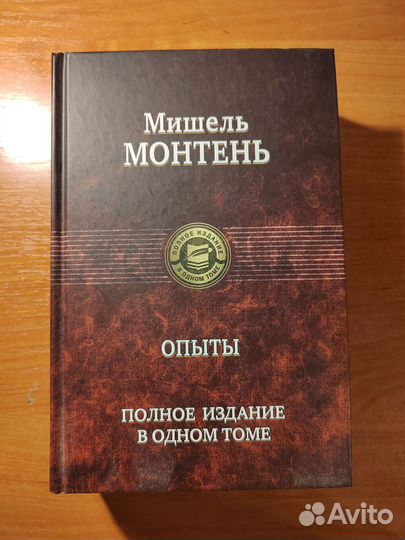 Мишель
МОНТЕНЬ
ПОЛНОЕ ИЗДАНИЕ
В ОДНОМ ТОМЕ
ОПЫТЫ
ПОЛНОЕ ИЗДАНИЕ
В ОДНОМ ТОМЕ
Avito